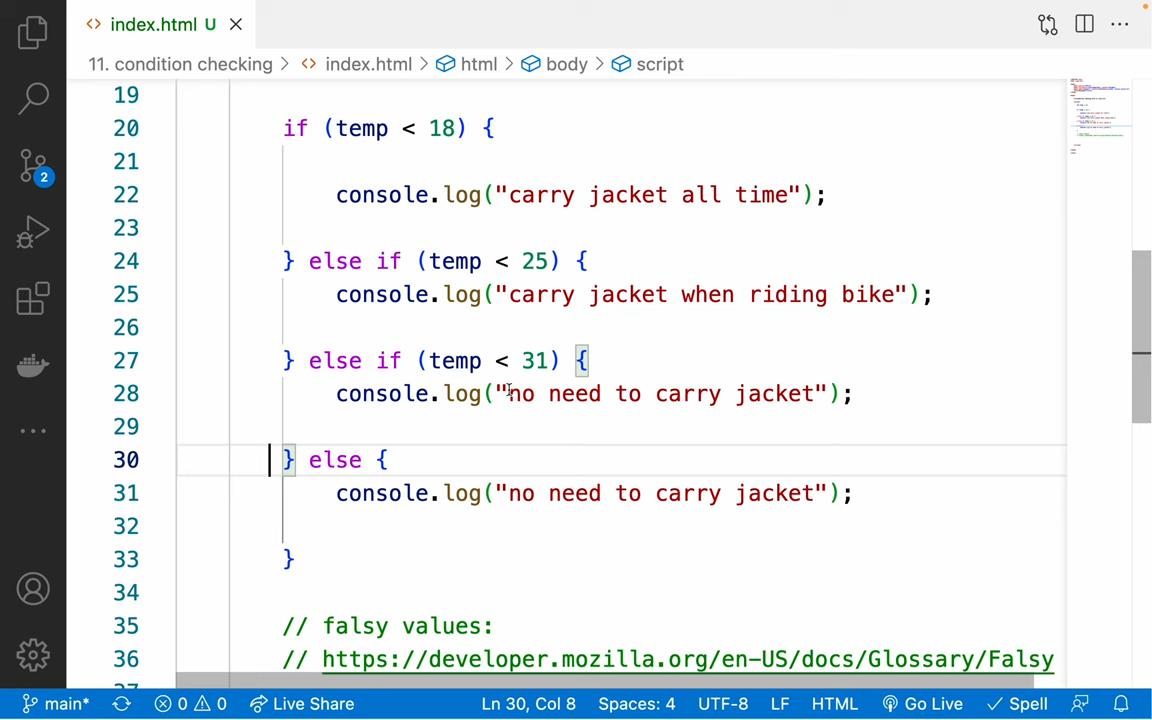 index.html U
11. condition checking > index.html > html > body > script
19
20 if (temp < 18) {
21
22 console.log("carry jacket all time");
23
24 } else if (temp < 25) {
25 console.log("carry jacket when riding bike");
26
27 } else if (temp < 31) {
28 console.log("no need to carry jacket");
29
30 } else {
31 console.log("no need to carry jacket");
32
33 }
34
35 // falsy values:
36 // https://developer.mozilla.org/en-US/docs/Glossary/Falsy
2
main* 0 0 Live Share Ln 30, Col 8 Spaces: 4 UTF-8 LF HTML Go Live Spell